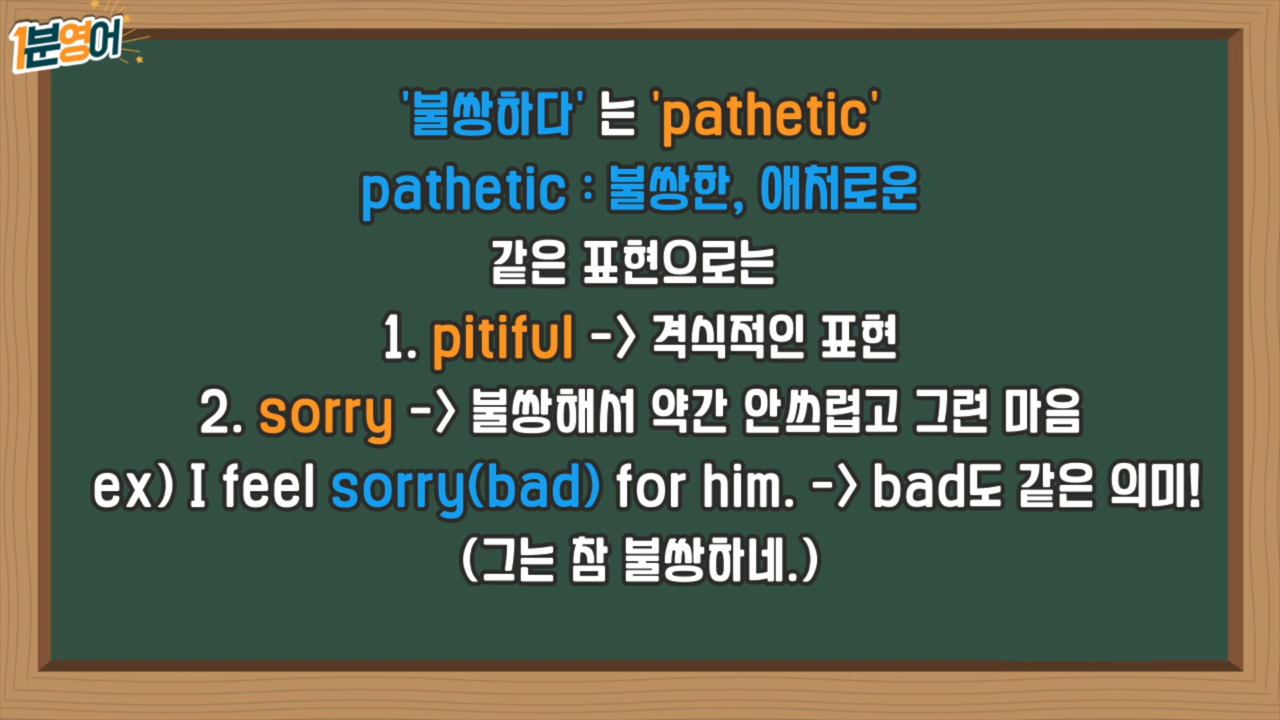 1분영어
'불쌍하다' 는 'pathetic'
pathetic : 불쌍한, 애처로운
같은 표현으로는
1. pitiful -> 격식적인 표현
2. sorry -> 불쌍해서 약간 안쓰럽고 그런 마음
ex) I feel sorry(bad) for him. -> bad도 같은 의미!
(그는 참 불쌍하네.)